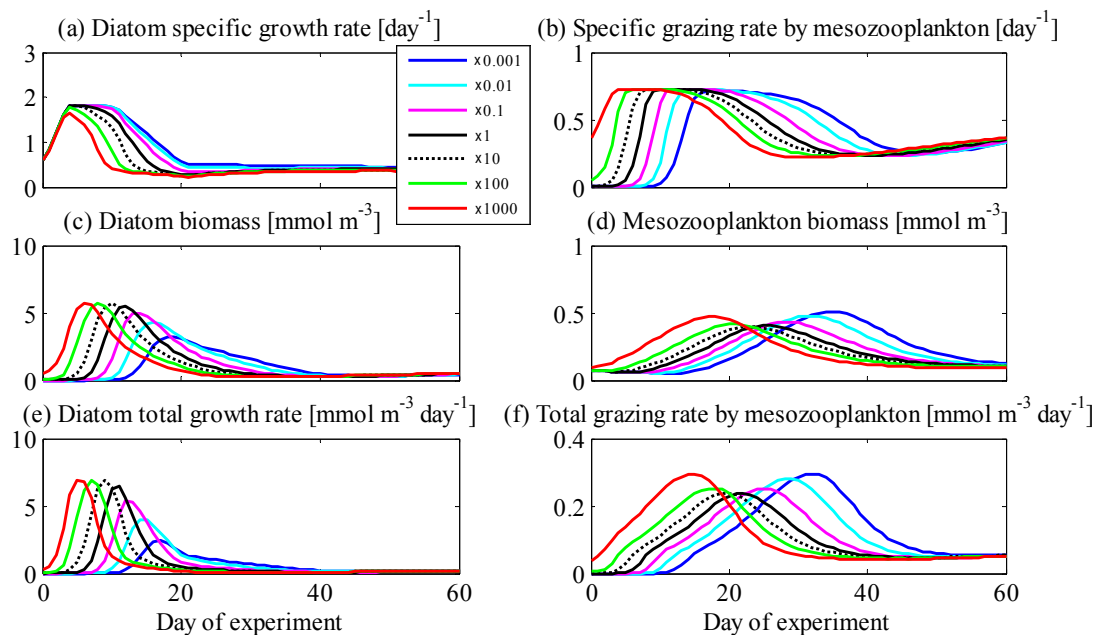 (a) Diatom specific growth rate [day⁻¹]
(b) Specific grazing rate by mesozooplankton [day⁻¹]
3
2
1
0
x0.001
x0.01
x0.1
x1
x10
x100
x1000
1
0.5
0
(c) Diatom biomass [mmol m⁻³]
(d) Mesozooplankton biomass [mmol m⁻³]
10
5
0
1
0.5
0
(e) Diatom total growth rate [mmol m⁻³ day⁻¹]
(f) Total grazing rate by mesozooplankton [mmol m⁻³ day⁻¹]
10
5
0
0 20 40 60
Day of experiment
0.4
0.2
0
0 20 40 60
Day of experiment